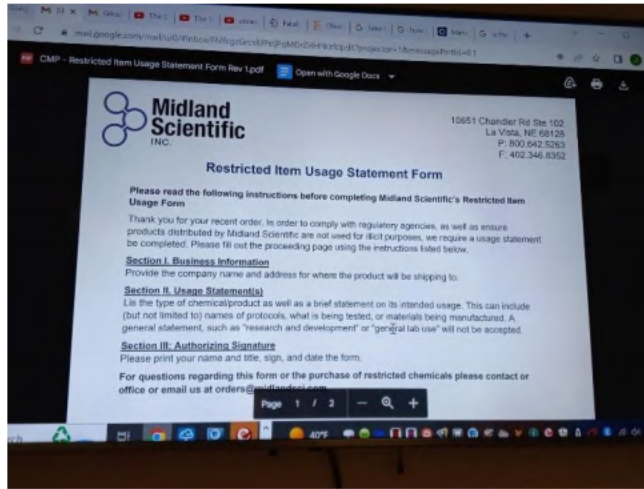 mail.google.com/mail/u/0/#inbox/
CMP - Restricted Item Usage Statement Form Rev 1.pdf
Open with Google Docs
Midland
Scientific
INC.
10651 Chandler Rd Ste 102
La Vista, NE 68128
P: 800.642.5263
F: 402.346.8352
Restricted Item Usage Statement Form
Please read the following instructions before completing Midland Scientific's Restricted Item
Usage Form
Thank you for your recent order. In order to comply with regulatory agencies, as well as ensure
products distributed by Midland Scientific are not used for illicit purposes, we require a usage statement
be completed. Please fill out the proceeding page using the instructions listed below.
Section I. Business Information
Provide the company name and address for where the product will be shipping to.
Section II. Usage Statement(s)
Lis the type of chemical/product as well as a brief statement on its intended usage. This can include
(but not limited to) names of protocols, what is being tested, or materials being manufactured. A
general statement, such as "research and development" or "general lab use" will not be accepted.
Section III: Authorizing Signature
Please print your name and title, sign, and date the form.
For questions regarding this form or the purchase of restricted chemicals please contact or
office or email us at orders@midlandsci.com
Page 1 / 2
40°F